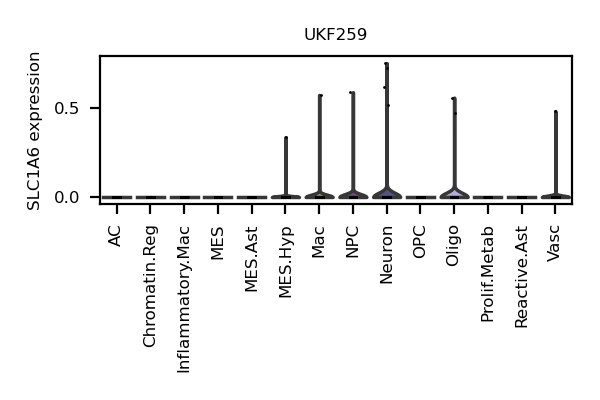 UKF259
SLC1A6 expression
0.5
0.0
AC
Chromatin.Reg
Inflammatory.Mac
MES
MES.Ast
MES.Hyp
Mac
NPC
Neuron
OPC
Oligo
Prolif.Metab
Reactive.Ast
Vasc